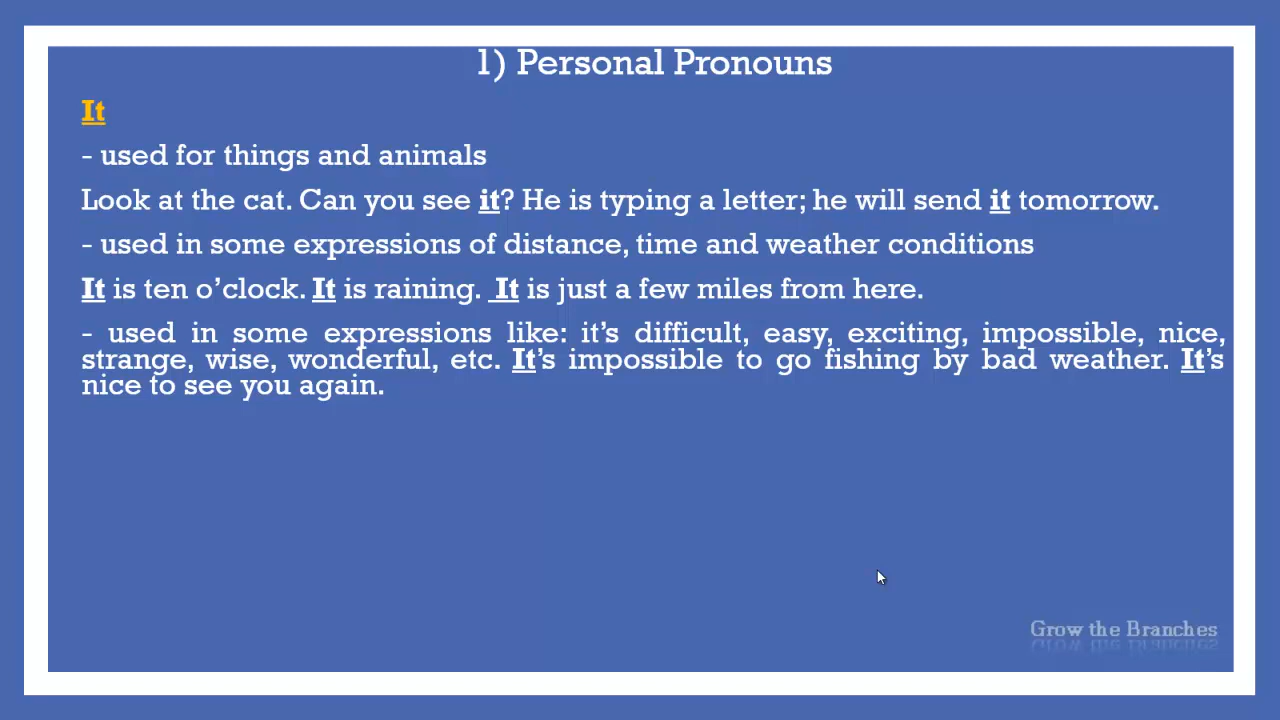 1) Personal Pronouns
It
- used for things and animals
Look at the cat. Can you see it? He is typing a letter; he will send it tomorrow.
- used in some expressions of distance, time and weather conditions
It is ten o’clock. It is raining.  It is just a few miles from here.
- used in some expressions like: it’s difficult, easy, exciting, impossible, nice,
strange, wise, wonderful, etc. It’s impossible to go fishing by bad weather. It’s
nice to see you again.
Grow the Branches